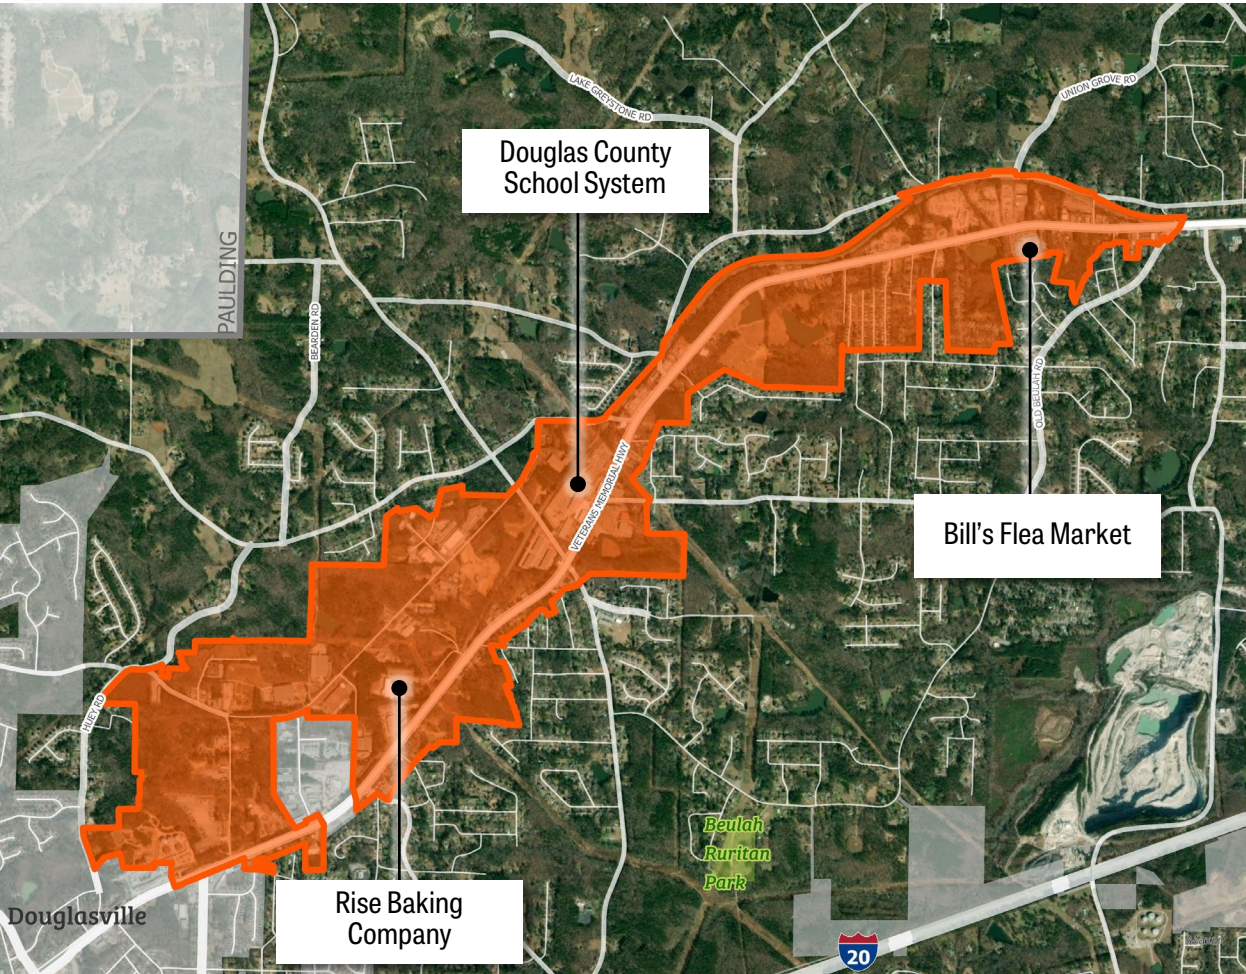 LAKE GREYSTONE RD
UNION GROVE RD
Douglas County
School System
PAULDING
BEARDEN RD
OLD BEULAH RD
VETERANS MEMORIAL HWY
Bill's Flea Market
HUEY RD
Beulah
Ruritan
Park
Rise Baking
Company
Douglasville
20